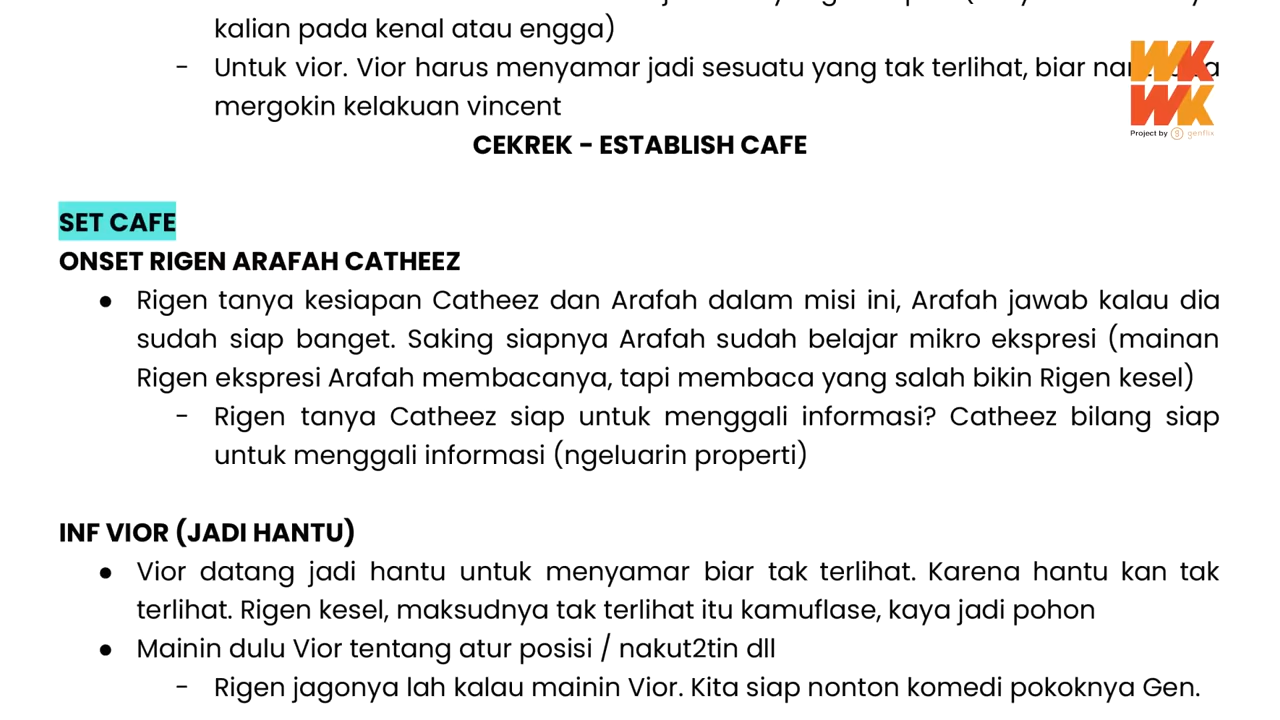 kalian pada kenal atau engga)
- Untuk vior. Vior harus menyamar jadi sesuatu yang tak terlihat, biar
mergokin kelakuan vincent
WK
WK
Project by genflix
CEKREK - ESTABLISH CAFE
SET CAFE
ONSET RIGEN ARAFAH CATHEEZ
● Rigen tanya kesiapan Catheez dan Arafah dalam misi ini, Arafah jawab kalau dia
sudah siap banget. Saking siapnya Arafah sudah belajar mikro ekspresi (mainan
Rigen ekspresi Arafah membacanya, tapi membaca yang salah bikin Rigen kesel)
- Rigen tanya Catheez siap untuk menggali informasi? Catheez bilang siap
untuk menggali informasi (ngeluarin properti)
INF VIOR (JADI HANTU)
● Vior datang jadi hantu untuk menyamar biar tak terlihat. Karena hantu kan tak
terlihat. Rigen kesel, maksudnya tak terlihat itu kamuflase, kaya jadi pohon
● Mainin dulu Vior tentang atur posisi / nakut2tin dll
- Rigen jagonya lah kalau mainin Vior. Kita siap nonton komedi pokoknya Gen.